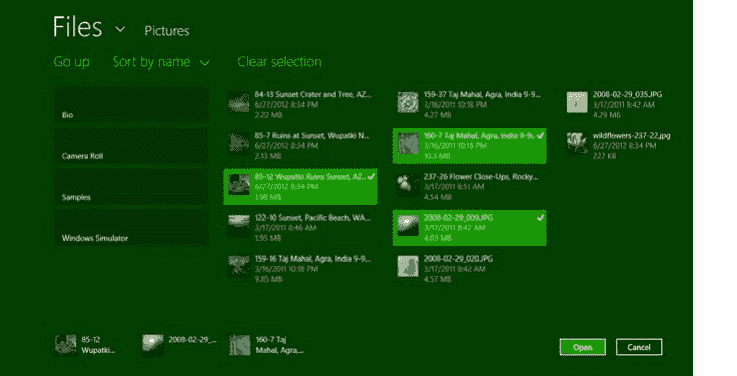 Files Pictures
Go up Sort by name Clear selection
Bio
Camera Roll
Samples
Windows Simulator
84-13 Sunset Crater and Tree, AZ...
6/27/2012 8:34 PM
2.22 MB
85-7 Ruins at Sunset, Wupatki N...
6/27/2012 8:34 PM
2.13 MB
85-12 Wupatki Ruins Sunset, AZ...
6/27/2012 8:34 PM
1.98 MB
122-10 Sunset, Pacific Beach, WA...
3/17/2011 8:46 AM
1.95 MB
159-16 Taj Mahal, Agra, India 9-9...
3/16/2011 10:18 PM
9.85 MB
159-37 Taj Mahal, Agra, India 9-9...
3/16/2011 10:18 PM
4.27 MB
160-7 Taj Mahal, Agra, India 9-9...
3/16/2011 10:18 PM
10.3 MB
237-26 Flower Close-Ups, Rocky...
3/17/2011 8:51 AM
4.54 MB
2008-02-29_009.JPG
3/17/2011 8:42 AM
4.03 MB
2008-02-29_020.JPG
3/17/2011 8:42 AM
4.57 MB
2008-02-29_035.JPG
3/17/2011 8:42 AM
4.29 MB
wildflowers-237-22.jpg
6/27/2012 8:34 PM
227 KB
85-12
Wupatki...
2008-02-29_...
160-7 Taj
Mahal, Agra,...
Open Cancel